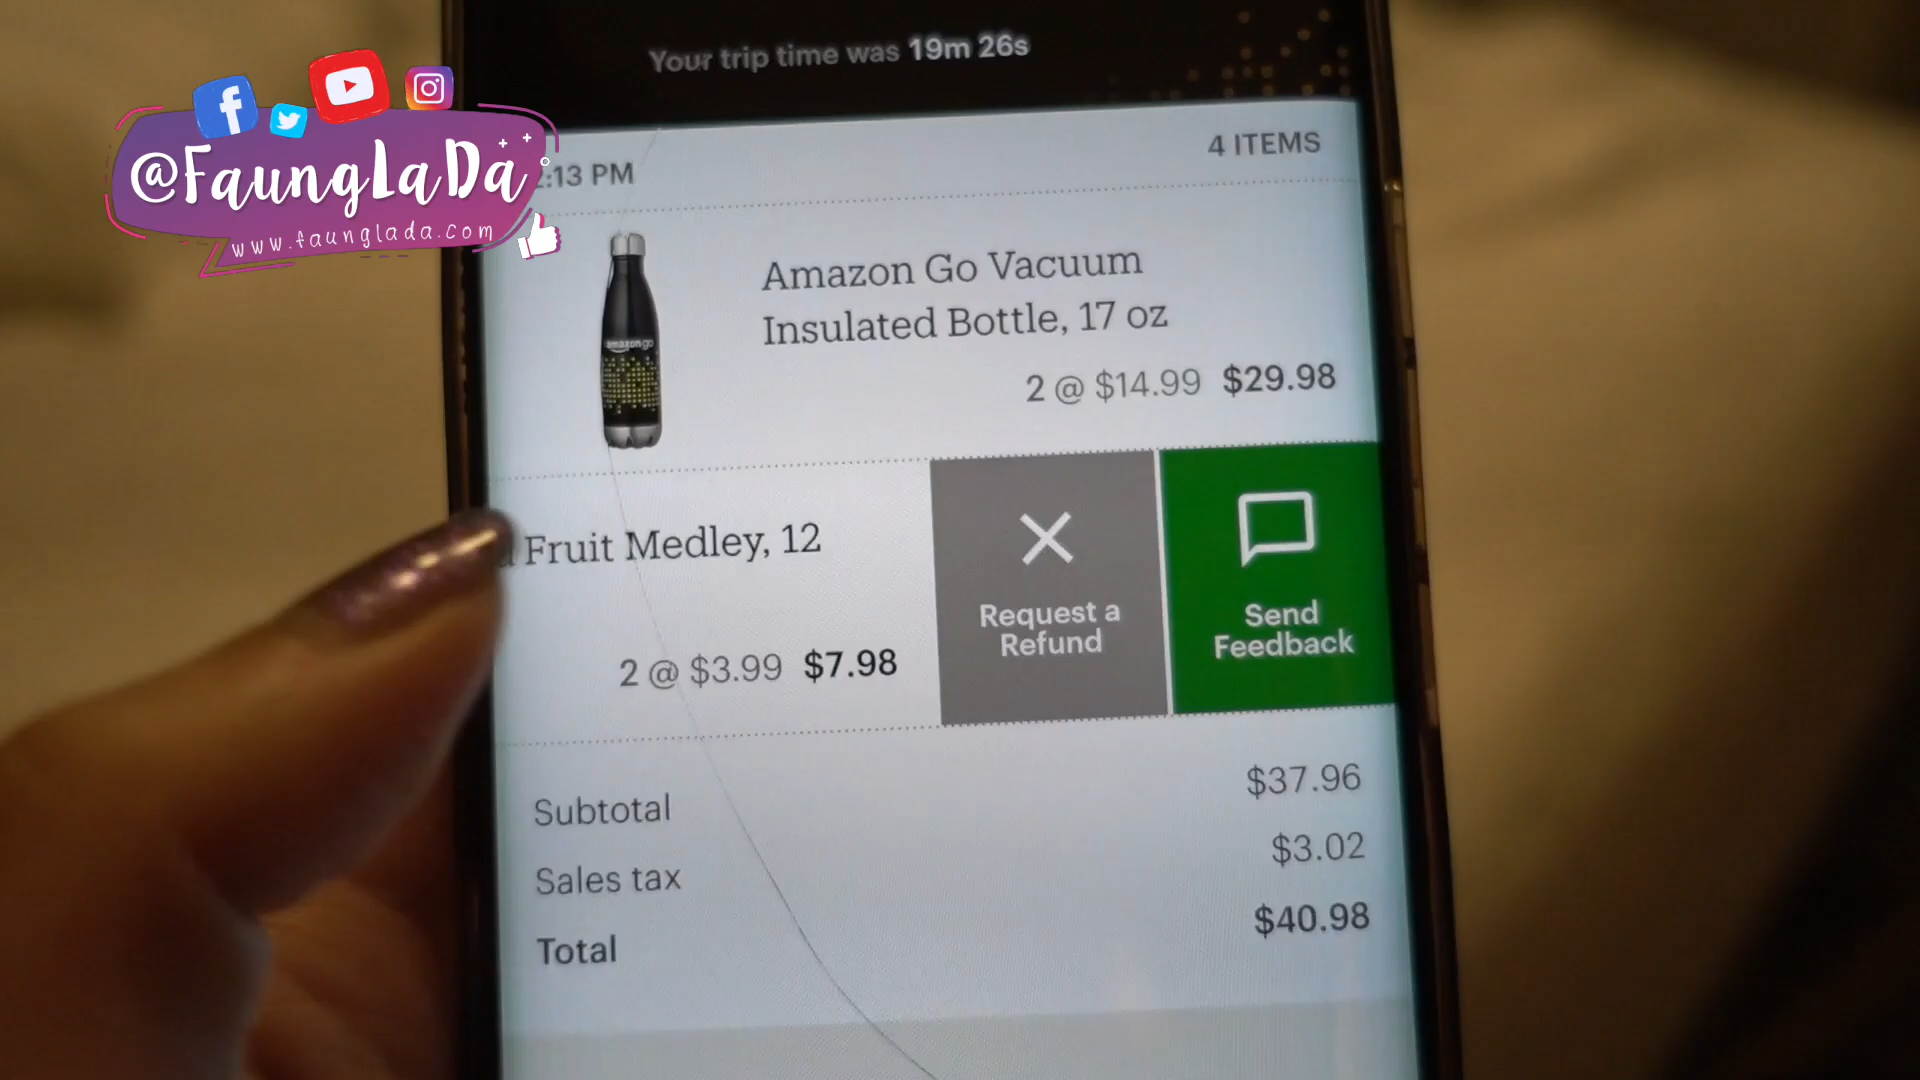 Your trip time was 19m 26s
@FaungLaDa
www.faunglada.com
:13 PM
4 ITEMS
amazon go
Amazon Go Vacuum
Insulated Bottle, 17 oz
2 @ $14.99 $29.98
Fruit Medley, 12
2 @ $3.99 $7.98
Request a
Refund
Send
Feedback
Subtotal
$37.96
Sales tax
$3.02
Total
$40.98